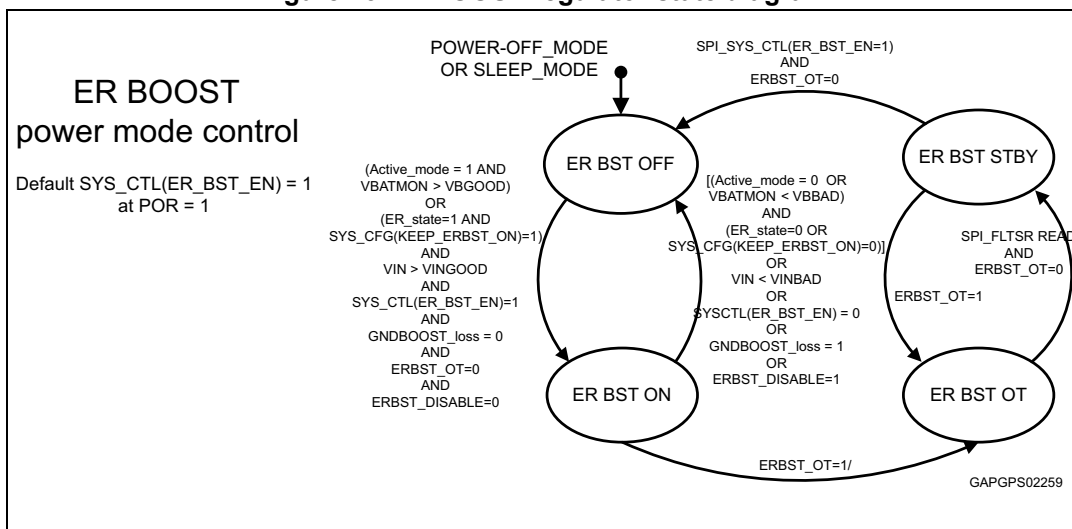 ER BOOST
power mode control
Default SYS_CTL(ER_BST_EN) = 1
at POR = 1
POWER-OFF_MODE
OR SLEEP_MODE
SPI_SYS_CTL(ER_BST_EN=1)
AND
ERBST_OT=0
ER BST OFF
ER BST STBY
(Active_mode = 1 AND
VBATMON > VBGOOD)
OR
(ER_state=1 AND
SYS_CFG(KEEP_ERBST_ON)=1)
AND
VIN > VINGOOD
AND
SYS_CTL(ER_BST_EN)=1
AND
GNDBOOST_loss = 0
AND
ERBST_OT=0
AND
ERBST_DISABLE=0
[(Active_mode = 0 OR
VBATMON < VBBAD)
AND
(ER_state=0 OR
SYS_CFG(KEEP_ERBST_ON)=0)]
OR
VIN < VINBAD
OR
SYSCTL(ER_BST_EN) = 0
OR
GNDBOOST_loss = 1
OR
ERBST_DISABLE=1
SPI_FLTSR READ
AND
ERBST_OT=0
ERBST_OT=1
ER BST ON
ER BST OT
ERBST_OT=1/
GAPGPS02259